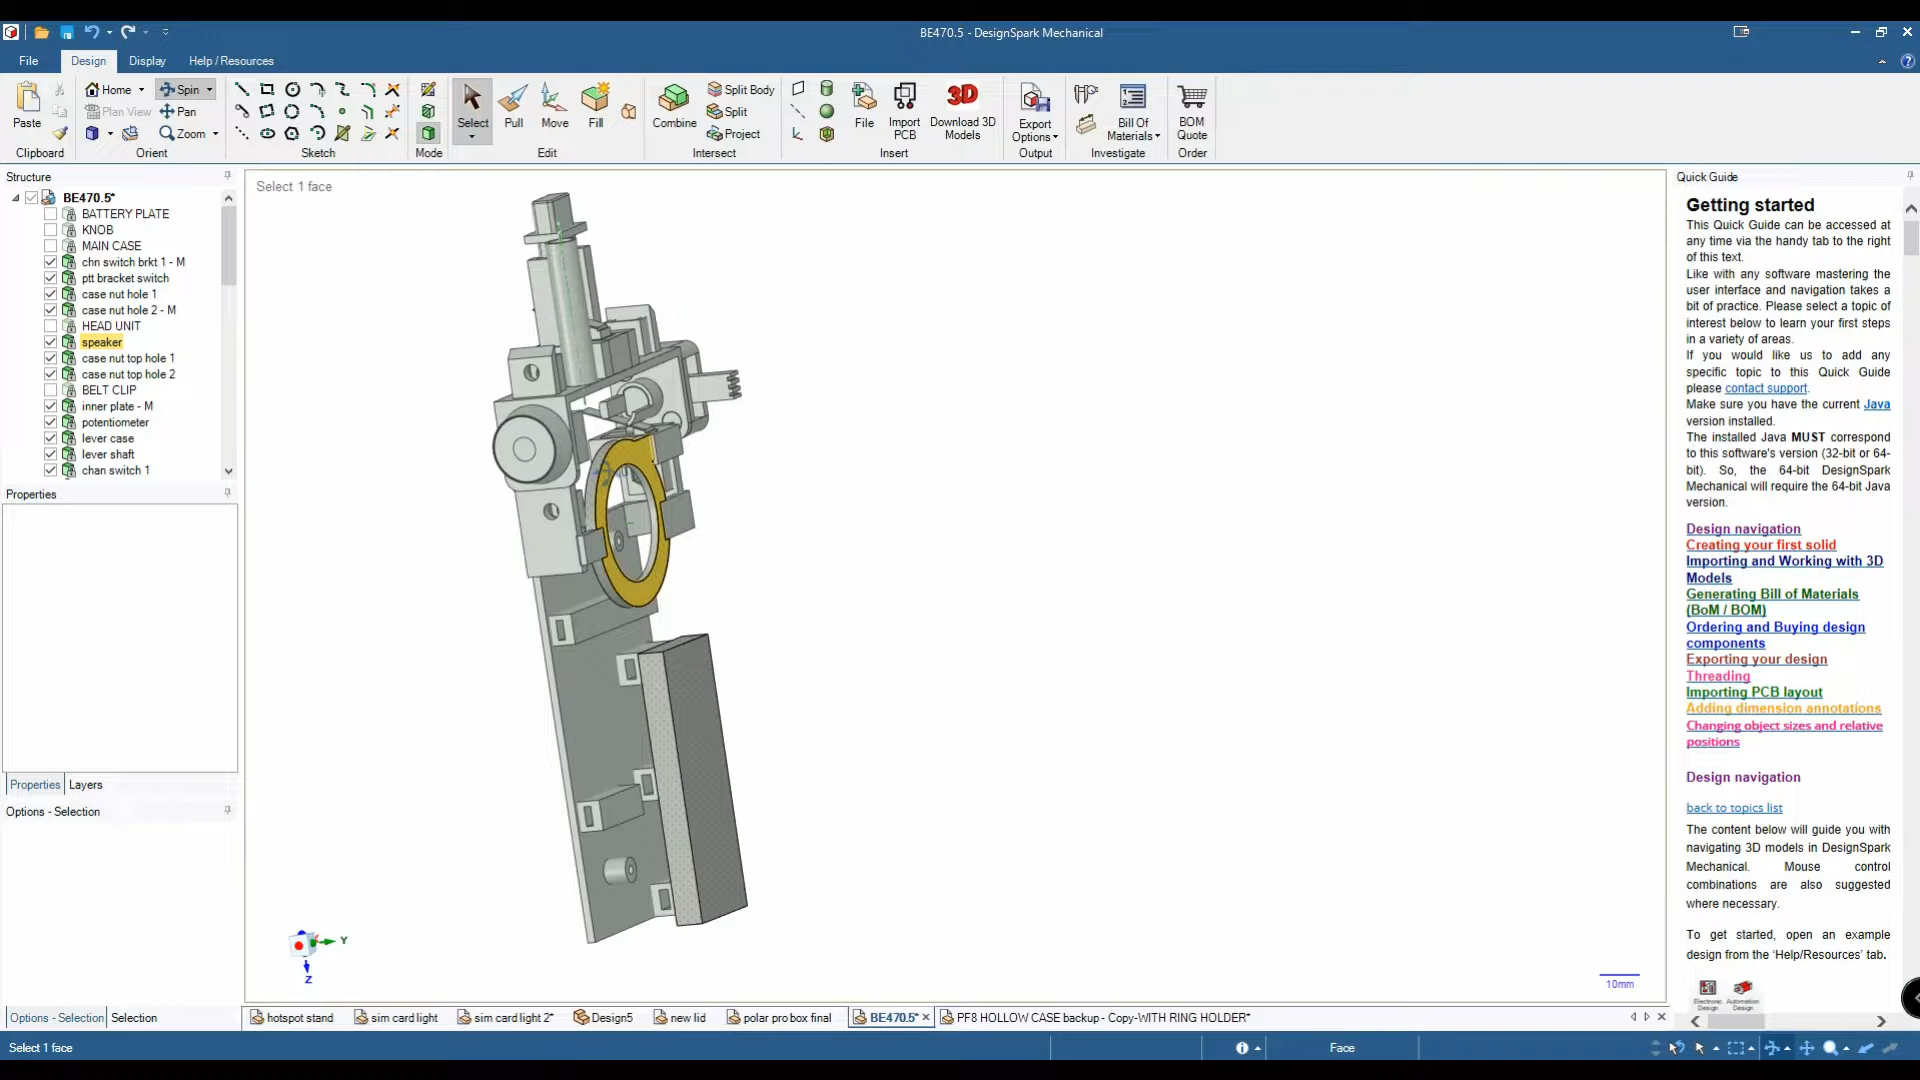 BE470.5 - DesignSpark Mechanical
File Design Display Help / Resources
Home Spin
Plan View Pan
Zoom
Paste
Clipboard Orient Sketch Mode
Select Pull Move Fill
Edit
Combine Split Body
Split
Project
Intersect
File Import PCB Download 3D Models
3D
Insert
Export Options
Output
Bill Of Materials
Investigate
BOM Quote
Order
Structure
BE470.5*
BATTERY PLATE
KNOB
MAIN CASE
chn switch brkt 1 - M
ptt bracket switch
case nut hole 1
case nut hole 2 - M
HEAD UNIT
speaker
case nut top hole 1
case nut top hole 2
BELT CLIP
inner plate - M
potentiometer
lever case
lever shaft
chan switch 1
Properties
Properties Layers
Options - Selection
Options - Selection Selection
Select 1 face
Y
Z
10mm
Quick Guide
Getting started
This Quick Guide can be accessed at
any time via the handy tab to the right
of this text.
Like with any software mastering the
user interface and navigation takes a
bit of practice. Please select a topic of
interest below to learn your first steps
in a variety of areas.
If you would like us to add any
specific topic to this Quick Guide
please contact support.
Make sure you have the current Java
version installed.
The installed Java MUST correspond
to this software's version (32-bit or 64-
bit). So, the 64-bit DesignSpark
Mechanical will require the 64-bit Java
version.
Design navigation
Creating your first solid
Importing and Working with 3D
Models
Generating Bill of Materials
(BoM / BOM)
Ordering and Buying design
components
Exporting your design
Threading
Importing PCB layout
Adding dimension annotations
Changing object sizes and relative
positions
Design navigation
back to topics list
The content below will guide you with
navigating 3D models in DesignSpark
Mechanical. Mouse control
combinations are also suggested
where necessary.
To get started, open an example
design from the 'Help/Resources' tab.
Electronic Design Automation Design
hotspot stand sim card light sim card light 2* Design5 new lid polar pro box final BE470.5* PF8 HOLLOW CASE backup - Copy-WITH RING HOLDER*
Select 1 face Face